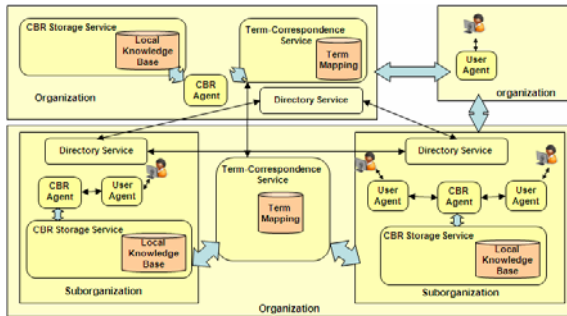 CBR Storage Service
Local
Knowledge
Base
CBR
Agent
Term-Correspondence
Service
Term
Mapping
Organization
Directory Service
User
Agent
organization
Directory Service
CBR
Agent
User
Agent
CBR Storage Service
Local
Knowledge
Base
Suborganization
Term-Correspondence
Service
Term
Mapping
Directory Service
User
Agent
CBR
Agent
User
Agent
CBR Storage Service
Local
Knowledge
Base
Suborganization
Organization